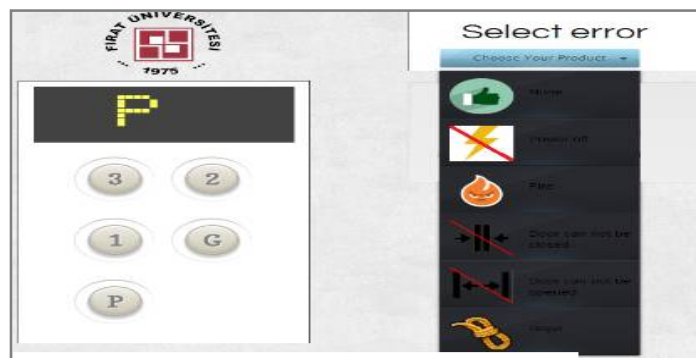 FIRAT UNIVERSITESI
1975
P
3
2
1
G
P
Select error
Choose Your Product
None
Power off
Fire
Door can not be
closed
Door can not be
opened
Rope